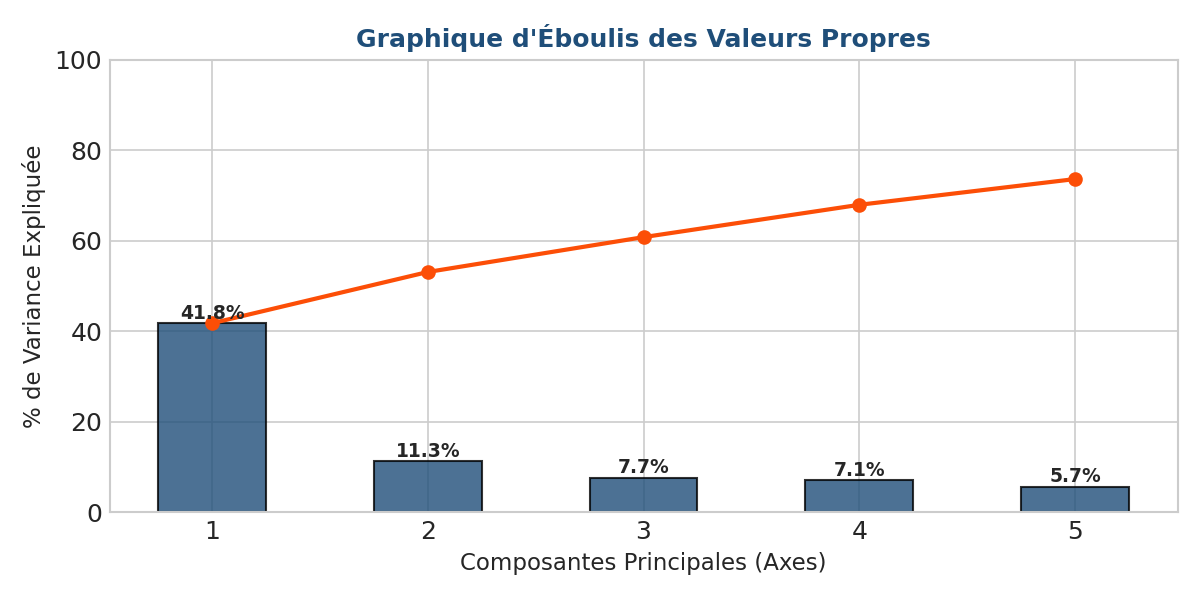 Graphique d'Éboulis des Valeurs Propres
% de Variance Expliquée
100
80
60
40
20
0
41.8%
11.3%
7.7%
7.1%
5.7%
1 2 3 4 5
Composantes Principales (Axes)